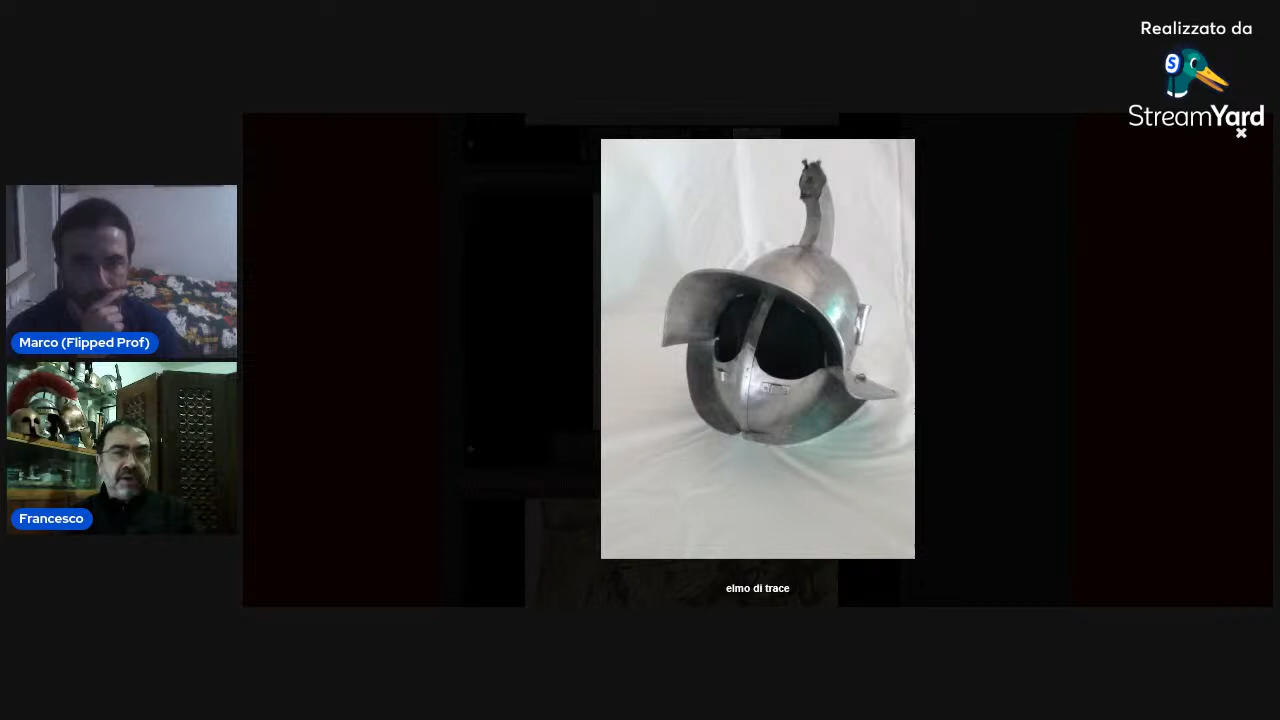 Realizzato da
S
StreamYard
Marco (Flipped Prof)
Francesco
elmo di trace